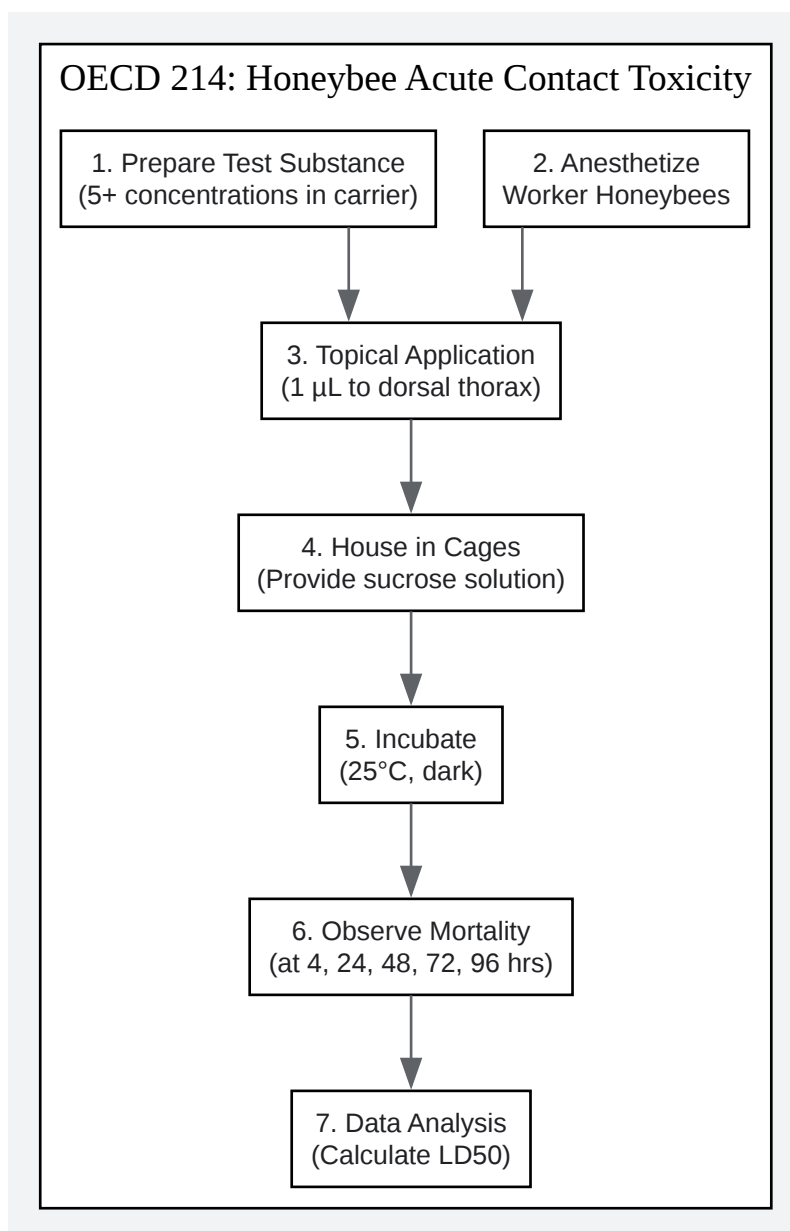 OECD 214: Honeybee Acute Contact Toxicity
1. Prepare Test Substance
(5+ concentrations in carrier)
2. Anesthetize
Worker Honeybees
3. Topical Application
(1 µL to dorsal thorax)
4. House in Cages
(Provide sucrose solution)
5. Incubate
(25°C, dark)
6. Observe Mortality
(at 4, 24, 48, 72, 96 hrs)
7. Data Analysis
(Calculate LD50)